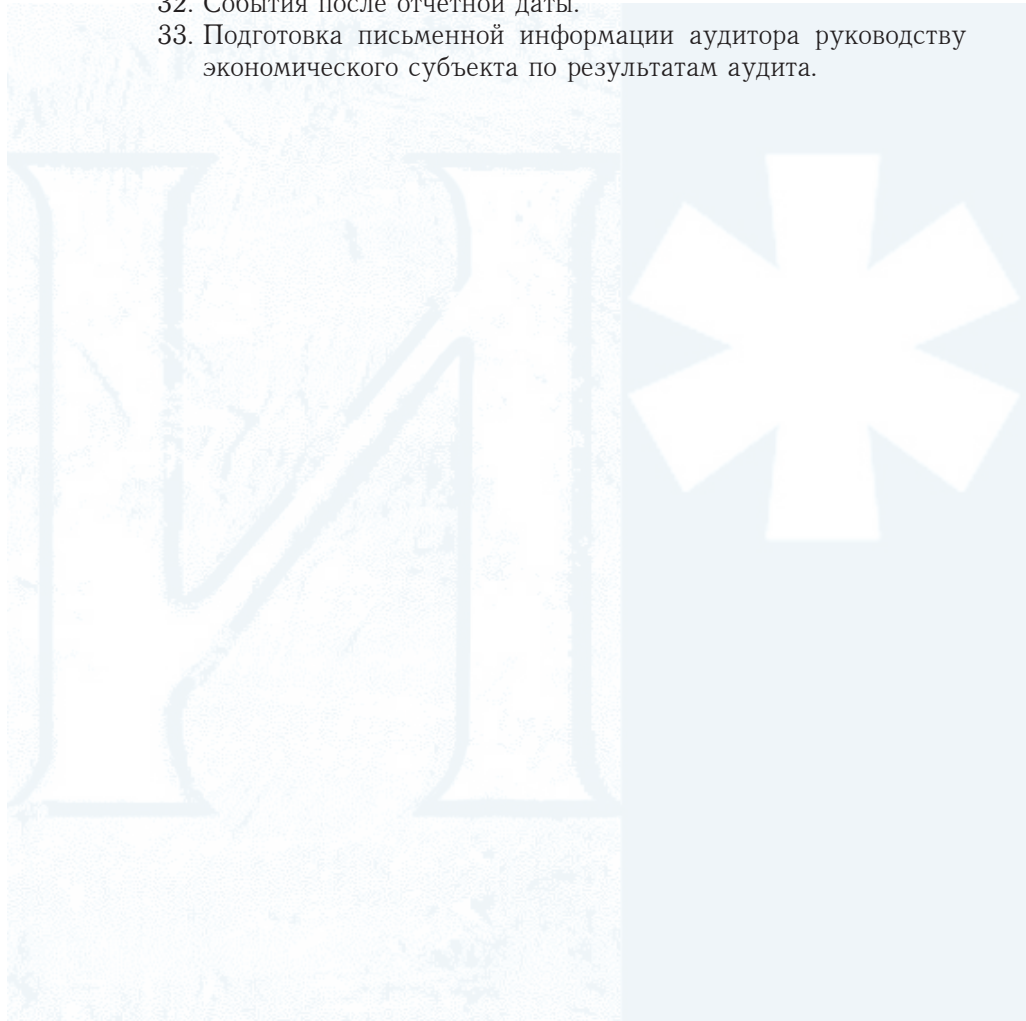 32. События после отчетной даты.
33. Подготовка письменной информации аудитора руководству
экономического субъекта по результатам аудита.
И*